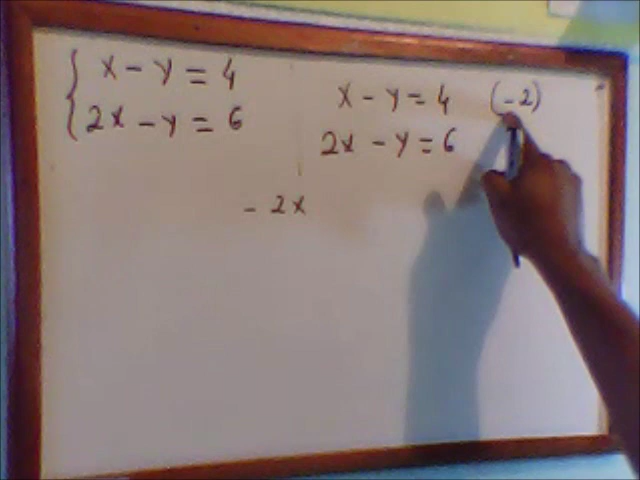 x - y = 4
2x - y = 6
x - y = 4 (-2)
2x - y = 6
- 2x